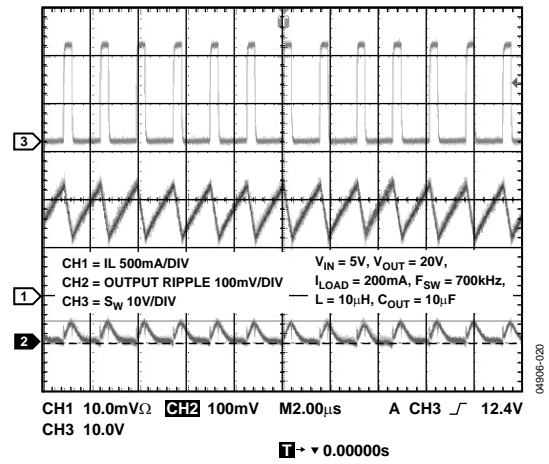 T
3
CH1 = IL 500mA/DIV
CH2 = OUTPUT RIPPLE 100mV/DIV
CH3 = SW 10V/DIV
VIN = 5V, VOUT = 20V,
ILOAD = 200mA, FSW = 700kHz,
L = 10µH, COUT = 10µF
1
2
CH1 10.0mVΩ CH2 100mV M2.00µs A CH3 12.4V
CH3 10.0V
T → ▼ 0.00000s
04906-020